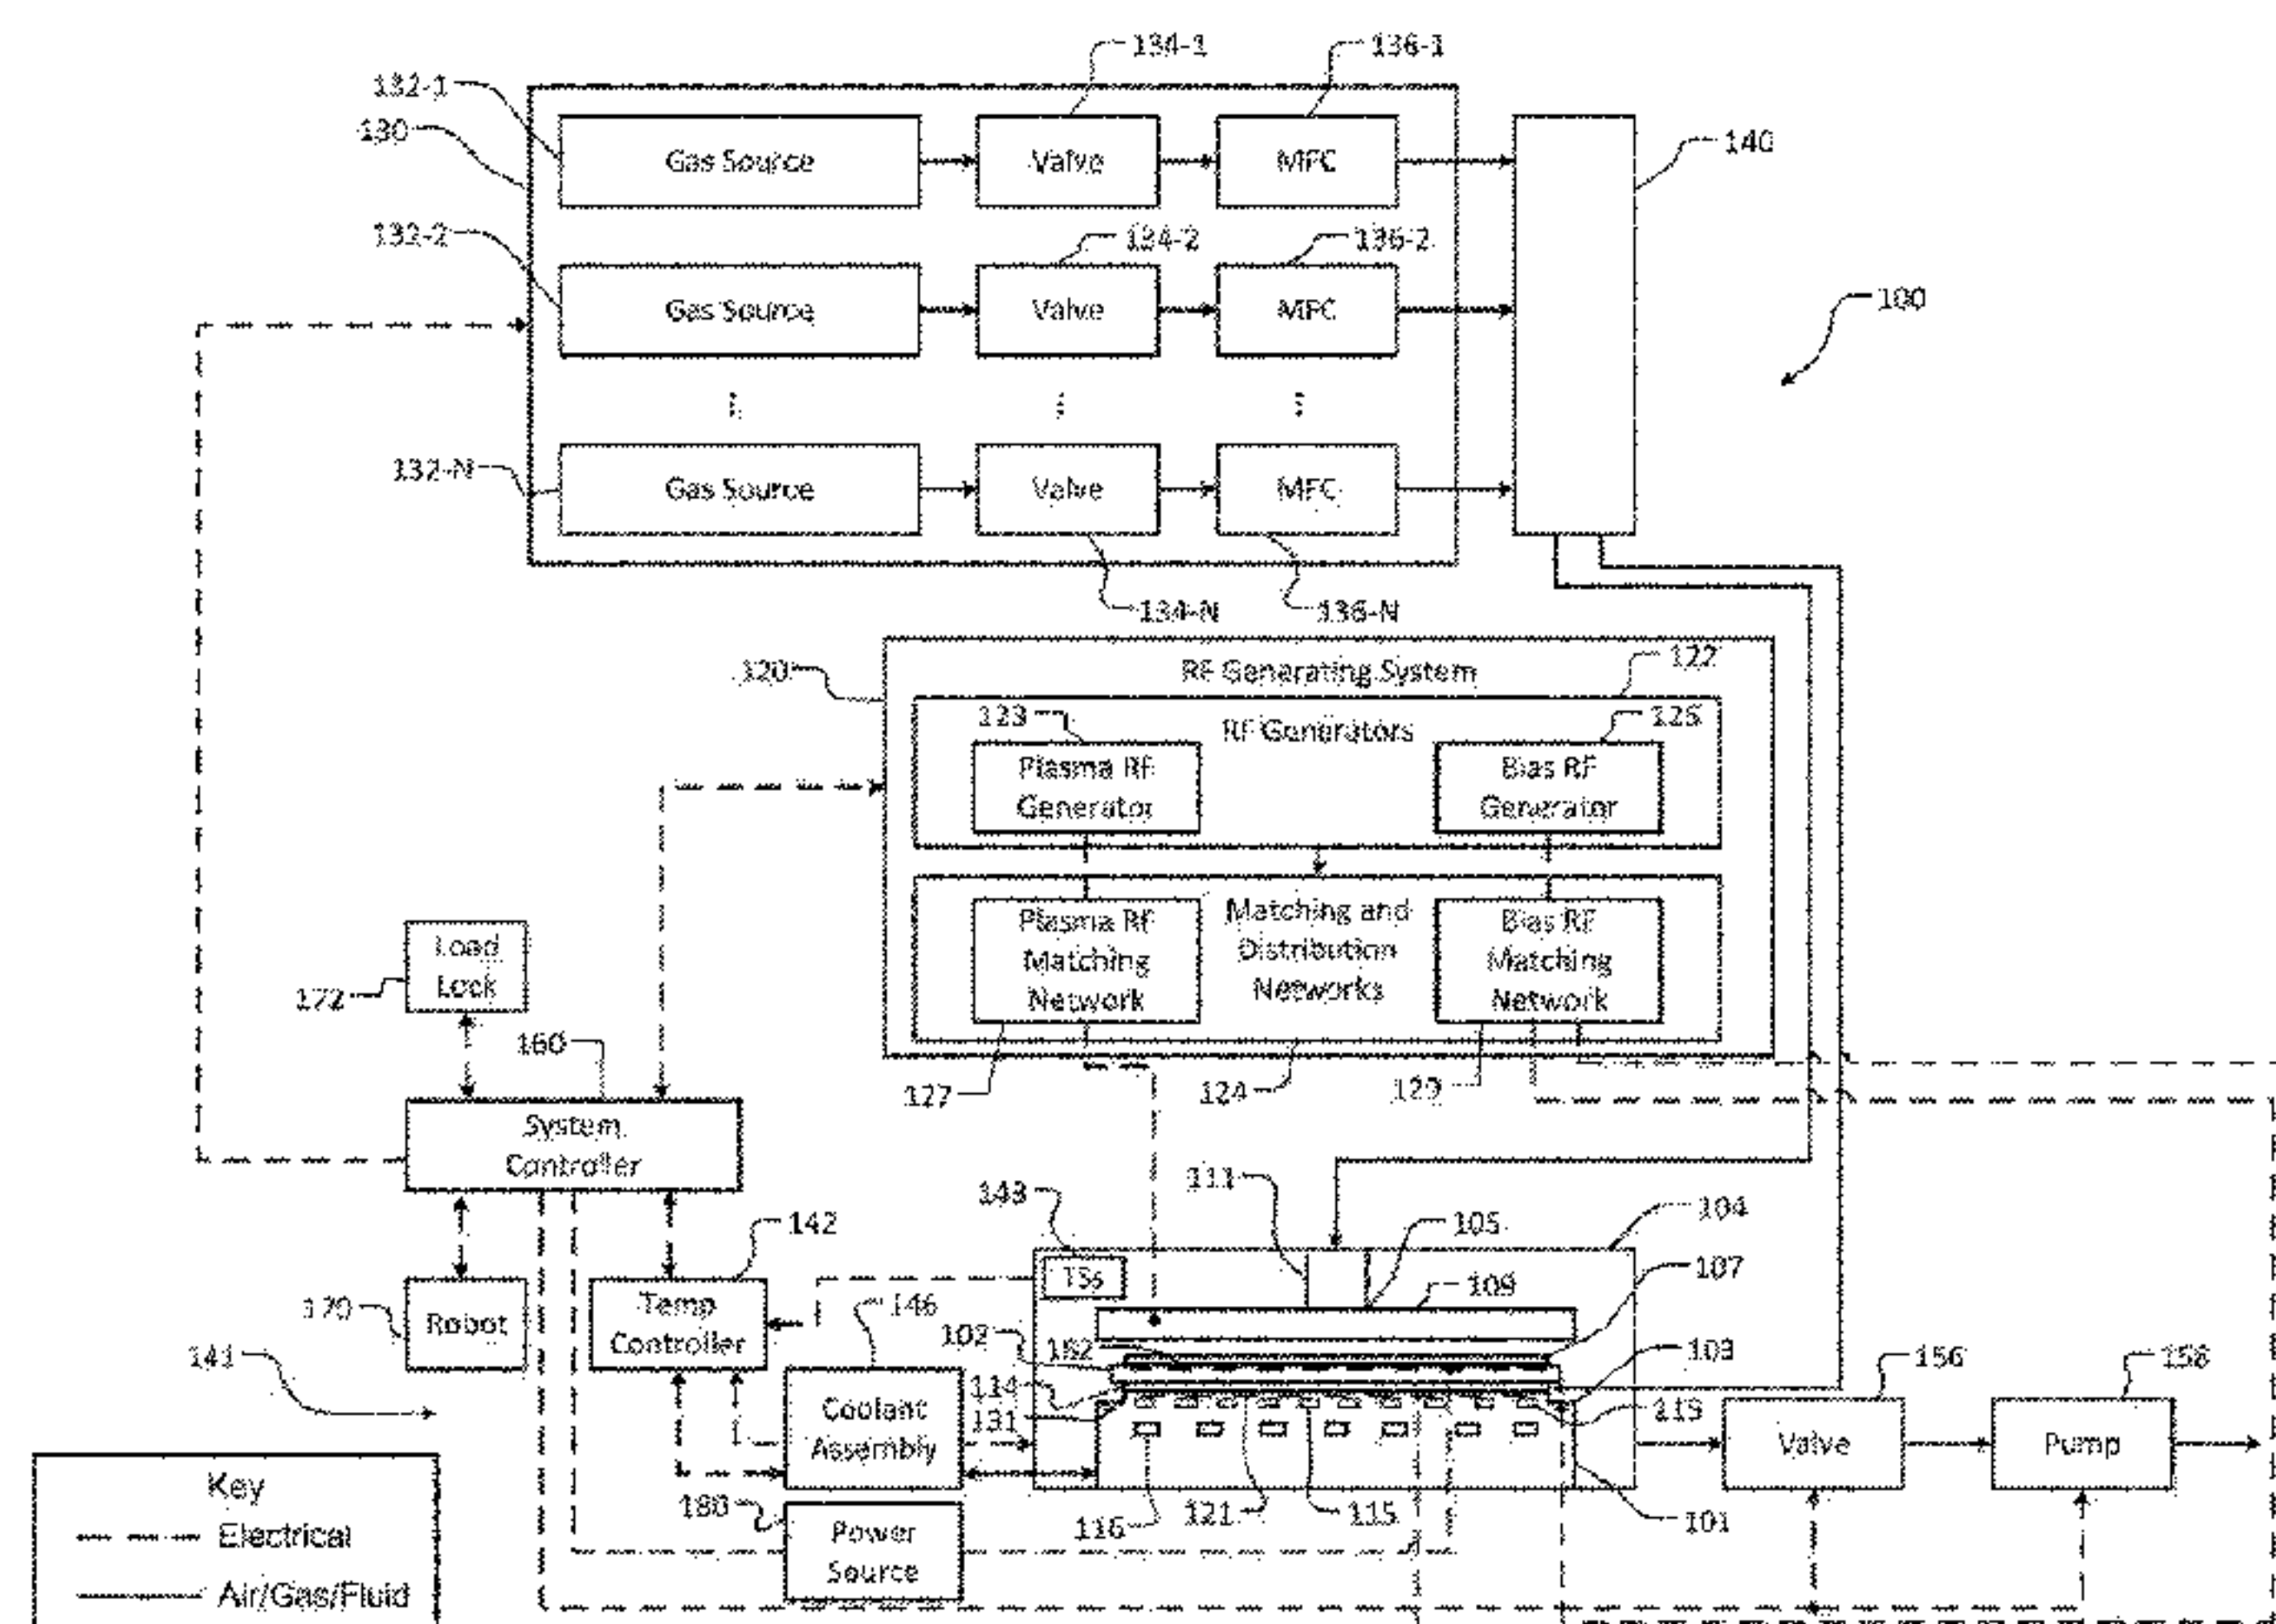 134-1
136-1
132-1
130
140
Gas Source
Valve
MFC
132-2
134-2
136-2
Gas Source
Valve
MFC
100
132-N
Gas Source
Valve
MFC
134-N
136-N
120
RF Generating System
122
123
RF Generators
125
Plasma RF
Generator
Bias RF
Generator
Plasma RF
Matching
Network
Matching and
Distribution
Networks
Bias RF
Matching
Network
Load
Lock
172
160
127
124
129
System
Controller
111
143
104
142
105
TSs
107
109
170
Robot
Temp
Controller
146
102
182
103
141
156
158
114
131
Coolant
Assembly
119
Valve
Pump
Key
180
116
121
115
101
Electrical
Power
Source
Air/Gas/Fluid